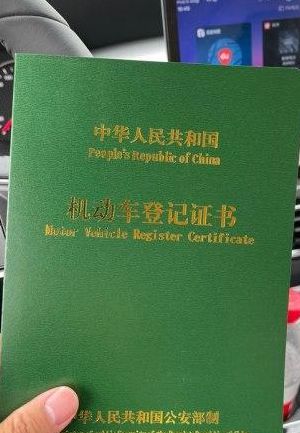 中华人民共和国
People's Republic of China
机动车登记证书
Motor Vehicle Register Certificate
中华人民共和国公安部制